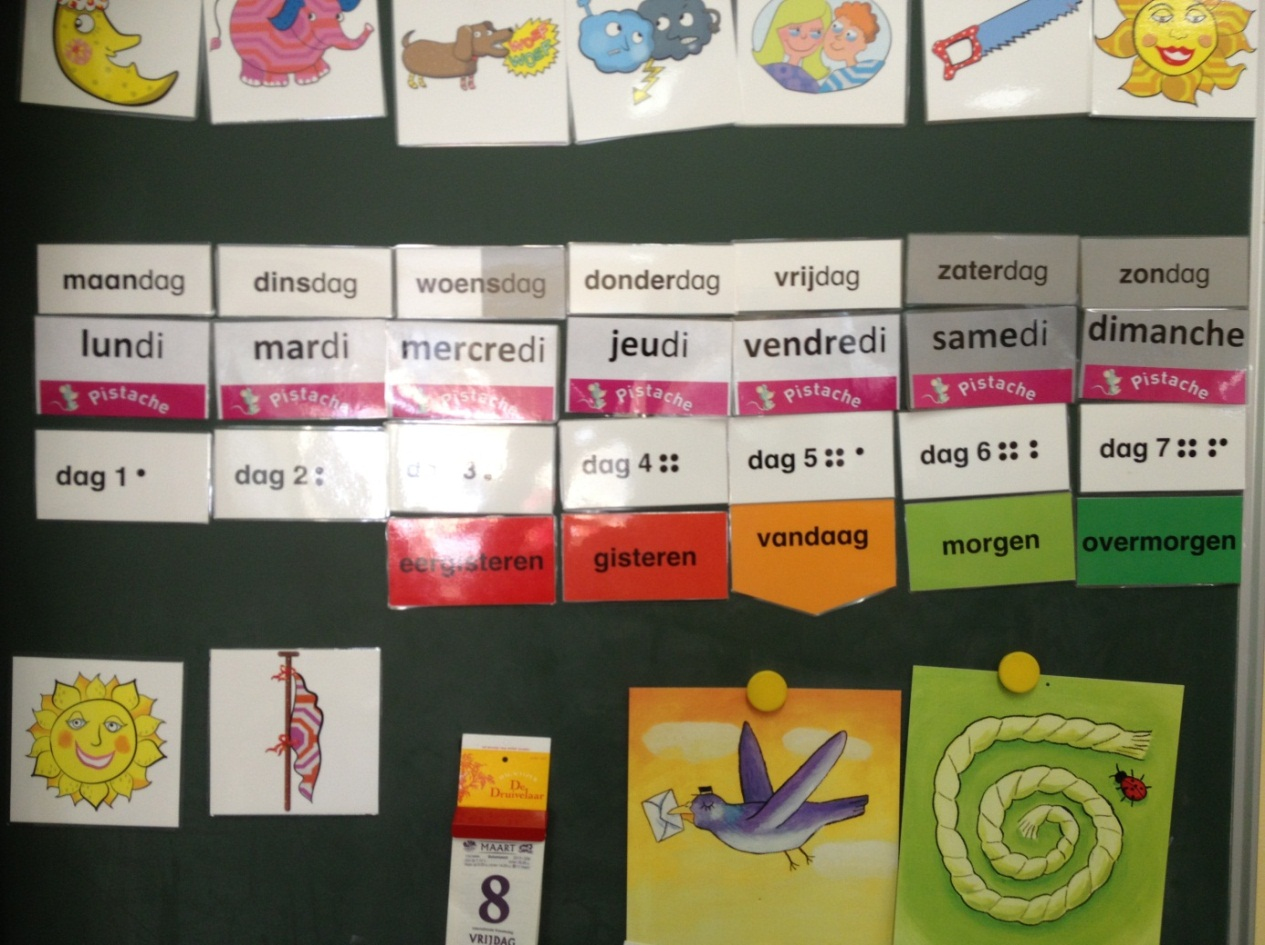 maandag dinsdag woensdag donderdag vrijdag zaterdag zondag
lundi mardi mercredi jeudi vendredi samedi dimanche
Pistache Pistache Pistache Pistache Pistache Pistache Pistache
dag 1 dag 2 3 dag 4 dag 5 dag 6 dag 7
eergisteren gisteren vandaag morgen overmorgen
De
Druivelaar
MAART
8
VRIJDAG